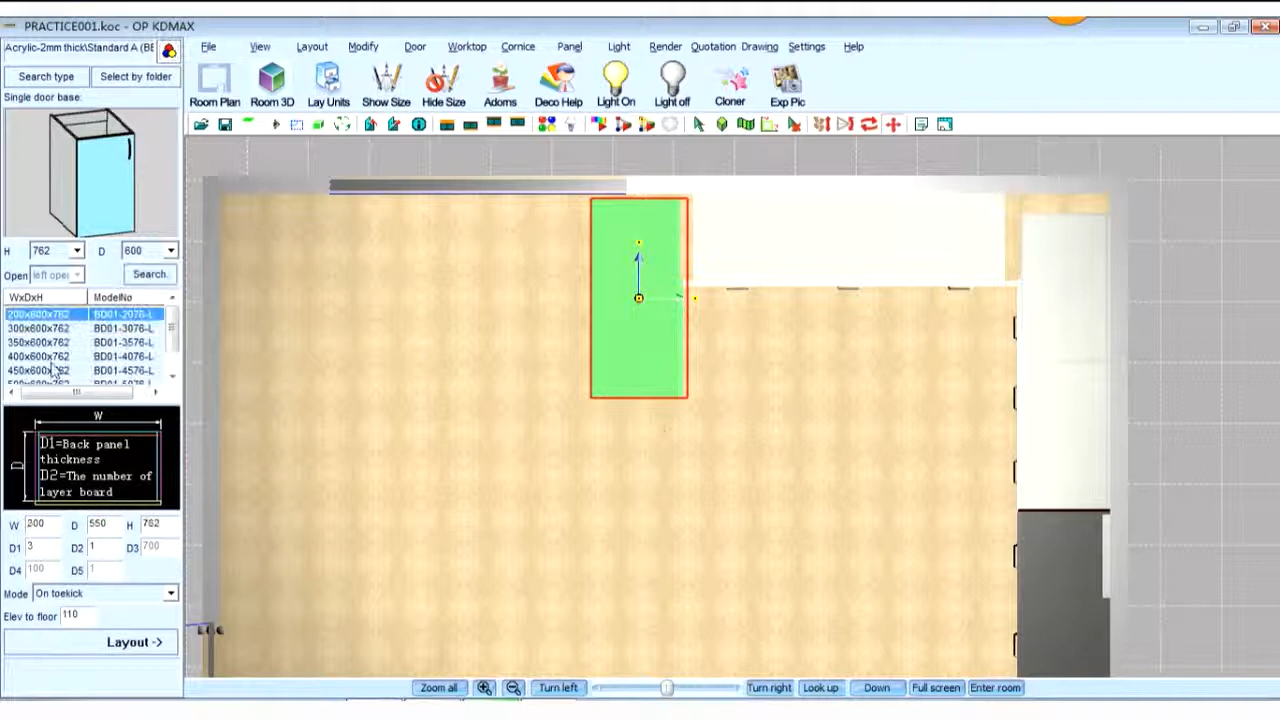 PRACTICE001.koc - OP KDMAX
Acrylic-2mm thick\Standard A (BE
File View Layout Modify Door Worktop Cornice Panel Light Render Quotation Drawing Settings Help
Search type Select by folder
Single door base:
Room Plan Room 3D Lay Units Show Size Hide Size Adorns Deco Help Light On Light off Cloner Exp Pic
H 762 D 600
Open left ope Search.
WxDxH ModelNo
200x600x762 BD01-2076-L
300x600x762 BD01-3076-L
350x600x762 BD01-3576-L
400x600x762 BD01-4076-L
450x600x762 BD01-4576-L
W
D
D1=Back panel
thickness
D2=The number of
layer board
W 200 D 550 H 762
D1 3 D2 1 D3 700
D4 100 D5 1
Mode On toekick
Elev to floor 110
Layout ->
Zoom all Turn left Turn right Look up Down Full screen Enter room